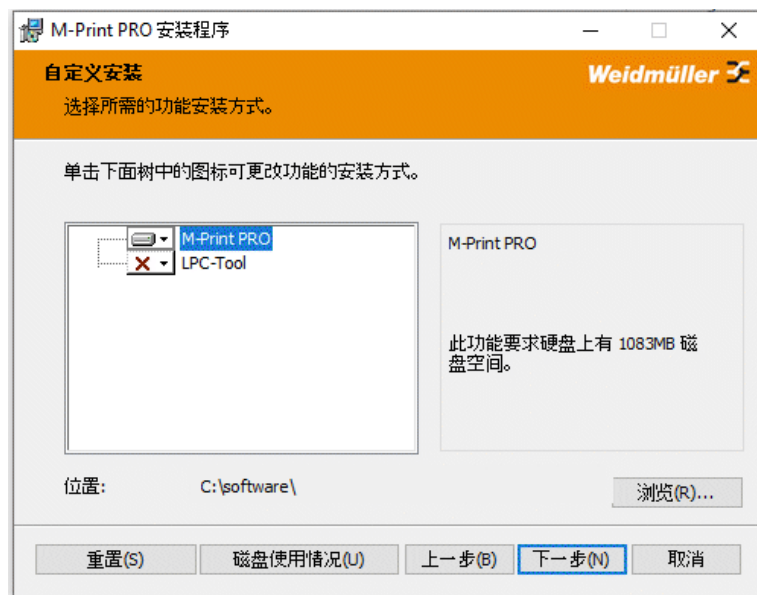 M-Print PRO 安装程序
自定义安装
Weidmüller
选择所需的功能安装方式。
单击下面树中的图标可更改功能的安装方式。
M-Print PRO
LPC-Tool
M-Print PRO
此功能要求硬盘上有 1083MB 磁
盘空间。
位置: C:\software\ 浏览(R)...
重置(S) 磁盘使用情况(U) 上一步(B) 下一步(N) 取消